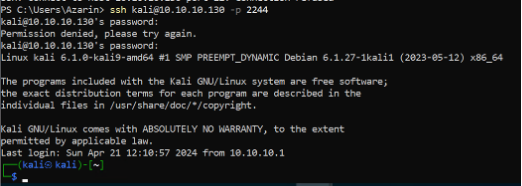 PS C:\Users\Azarin> ssh kali@10.10.10.130 -p 2244
kali@10.10.10.130's password:
Permission denied, please try again.
kali@10.10.10.130's password:
Linux kali 6.1.0-kali9-amd64 #1 SMP PREEMPT_DYNAMIC Debian 6.1.27-1kali1 (2023-05-12) x86_64
The programs included with the Kali GNU/Linux system are free software;
the exact distribution terms for each program are described in the
individual files in /usr/share/doc/*/copyright.
Kali GNU/Linux comes with ABSOLUTELY NO WARRANTY, to the extent
permitted by applicable law.
Last login: Sun Apr 21 12:10:57 2024 from 10.10.10.1
┌──(kali㉿kali)-[~]
└─$